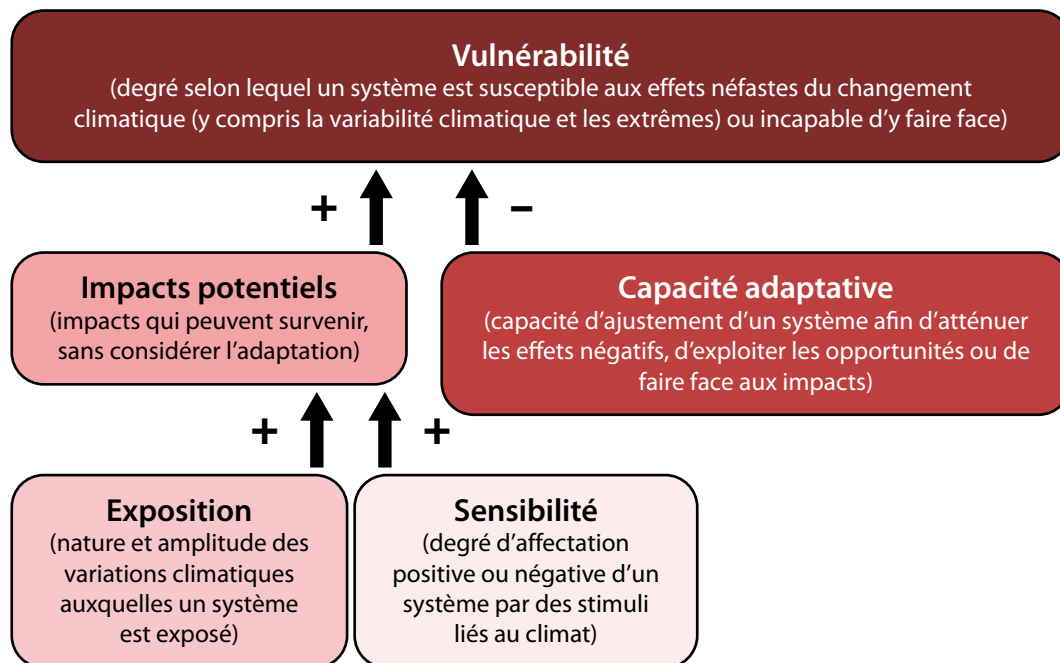 Vulnérabilité
(degré selon lequel un système est susceptible aux effets néfastes du changement
climatique (y compris la variabilité climatique et les extrêmes) ou incapable d’y faire face)
+ –
Impacts potentiels
(impacts qui peuvent survenir,
sans considérer l’adaptation)
Capacité adaptative
(capacité d’ajustement d’un système afin d’atténuer
les effets négatifs, d’exploiter les opportunités ou de
faire face aux impacts)
+ +
Exposition
(nature et amplitude des
variations climatiques
auxquelles un système
est exposé)
Sensibilité
(degré d’affectation
positive ou négative d’un
système par des stimuli
liés au climat)